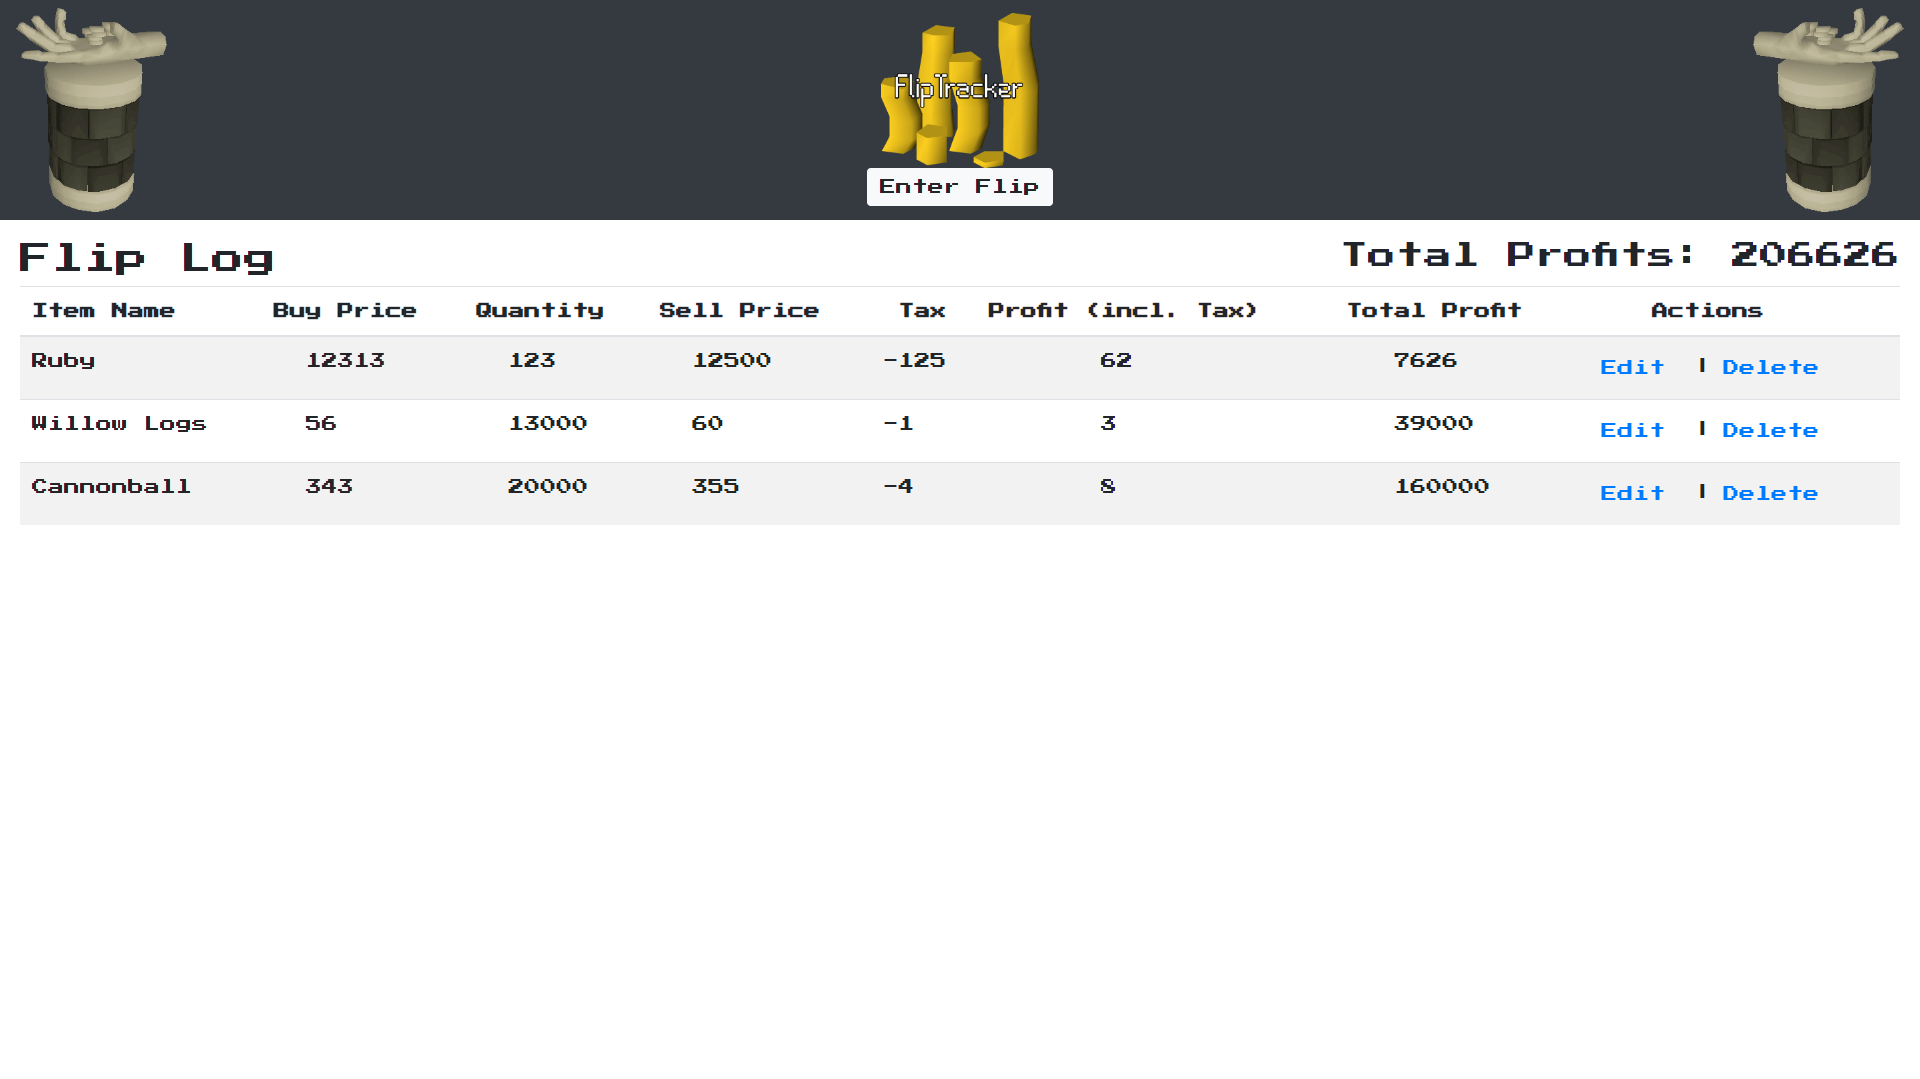 FlipTracker
Enter Flip
Flip Log
Total Profits: 206626
Item Name Buy Price Quantity Sell Price Tax Profit (incl. Tax) Total Profit Actions
Ruby 12313 123 12500 -125 62 7626 Edit | Delete
Willow Logs 56 13000 60 -1 3 39000 Edit | Delete
Cannonball 343 20000 355 -4 8 160000 Edit | Delete